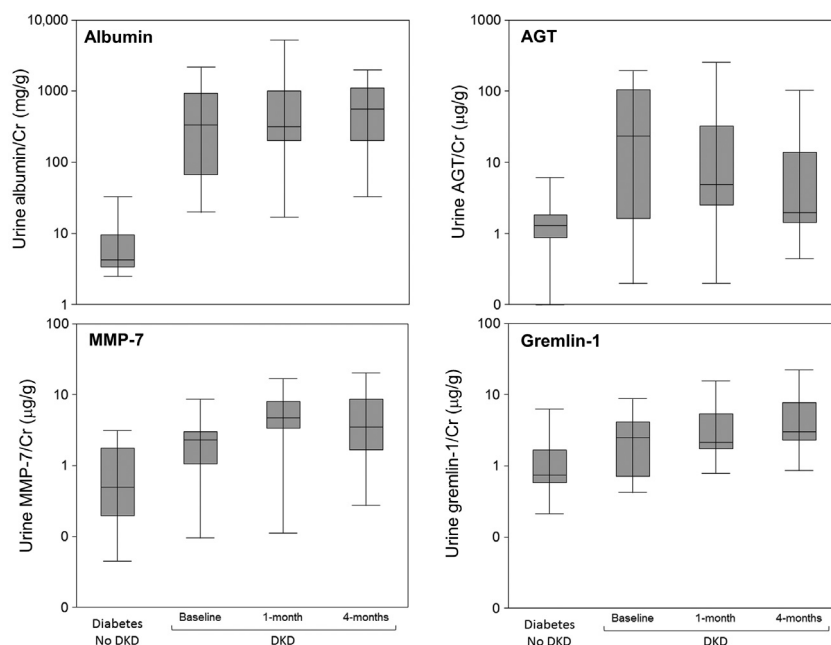 Albumin
Urine albumin/Cr (mg/g)
10,000
1000
100
10
1
AGT
Urine AGT/Cr (μg/g)
1000
100
10
1
0
MMP-7
Urine MMP-7/Cr (μg/g)
100
10
1
0
0
Diabetes
No DKD
Baseline
1-month
4-months
DKD
Gremlin-1
Urine gremlin-1/Cr (μg/g)
100
10
1
0
0
Diabetes
No DKD
Baseline
1-month
4-months
DKD